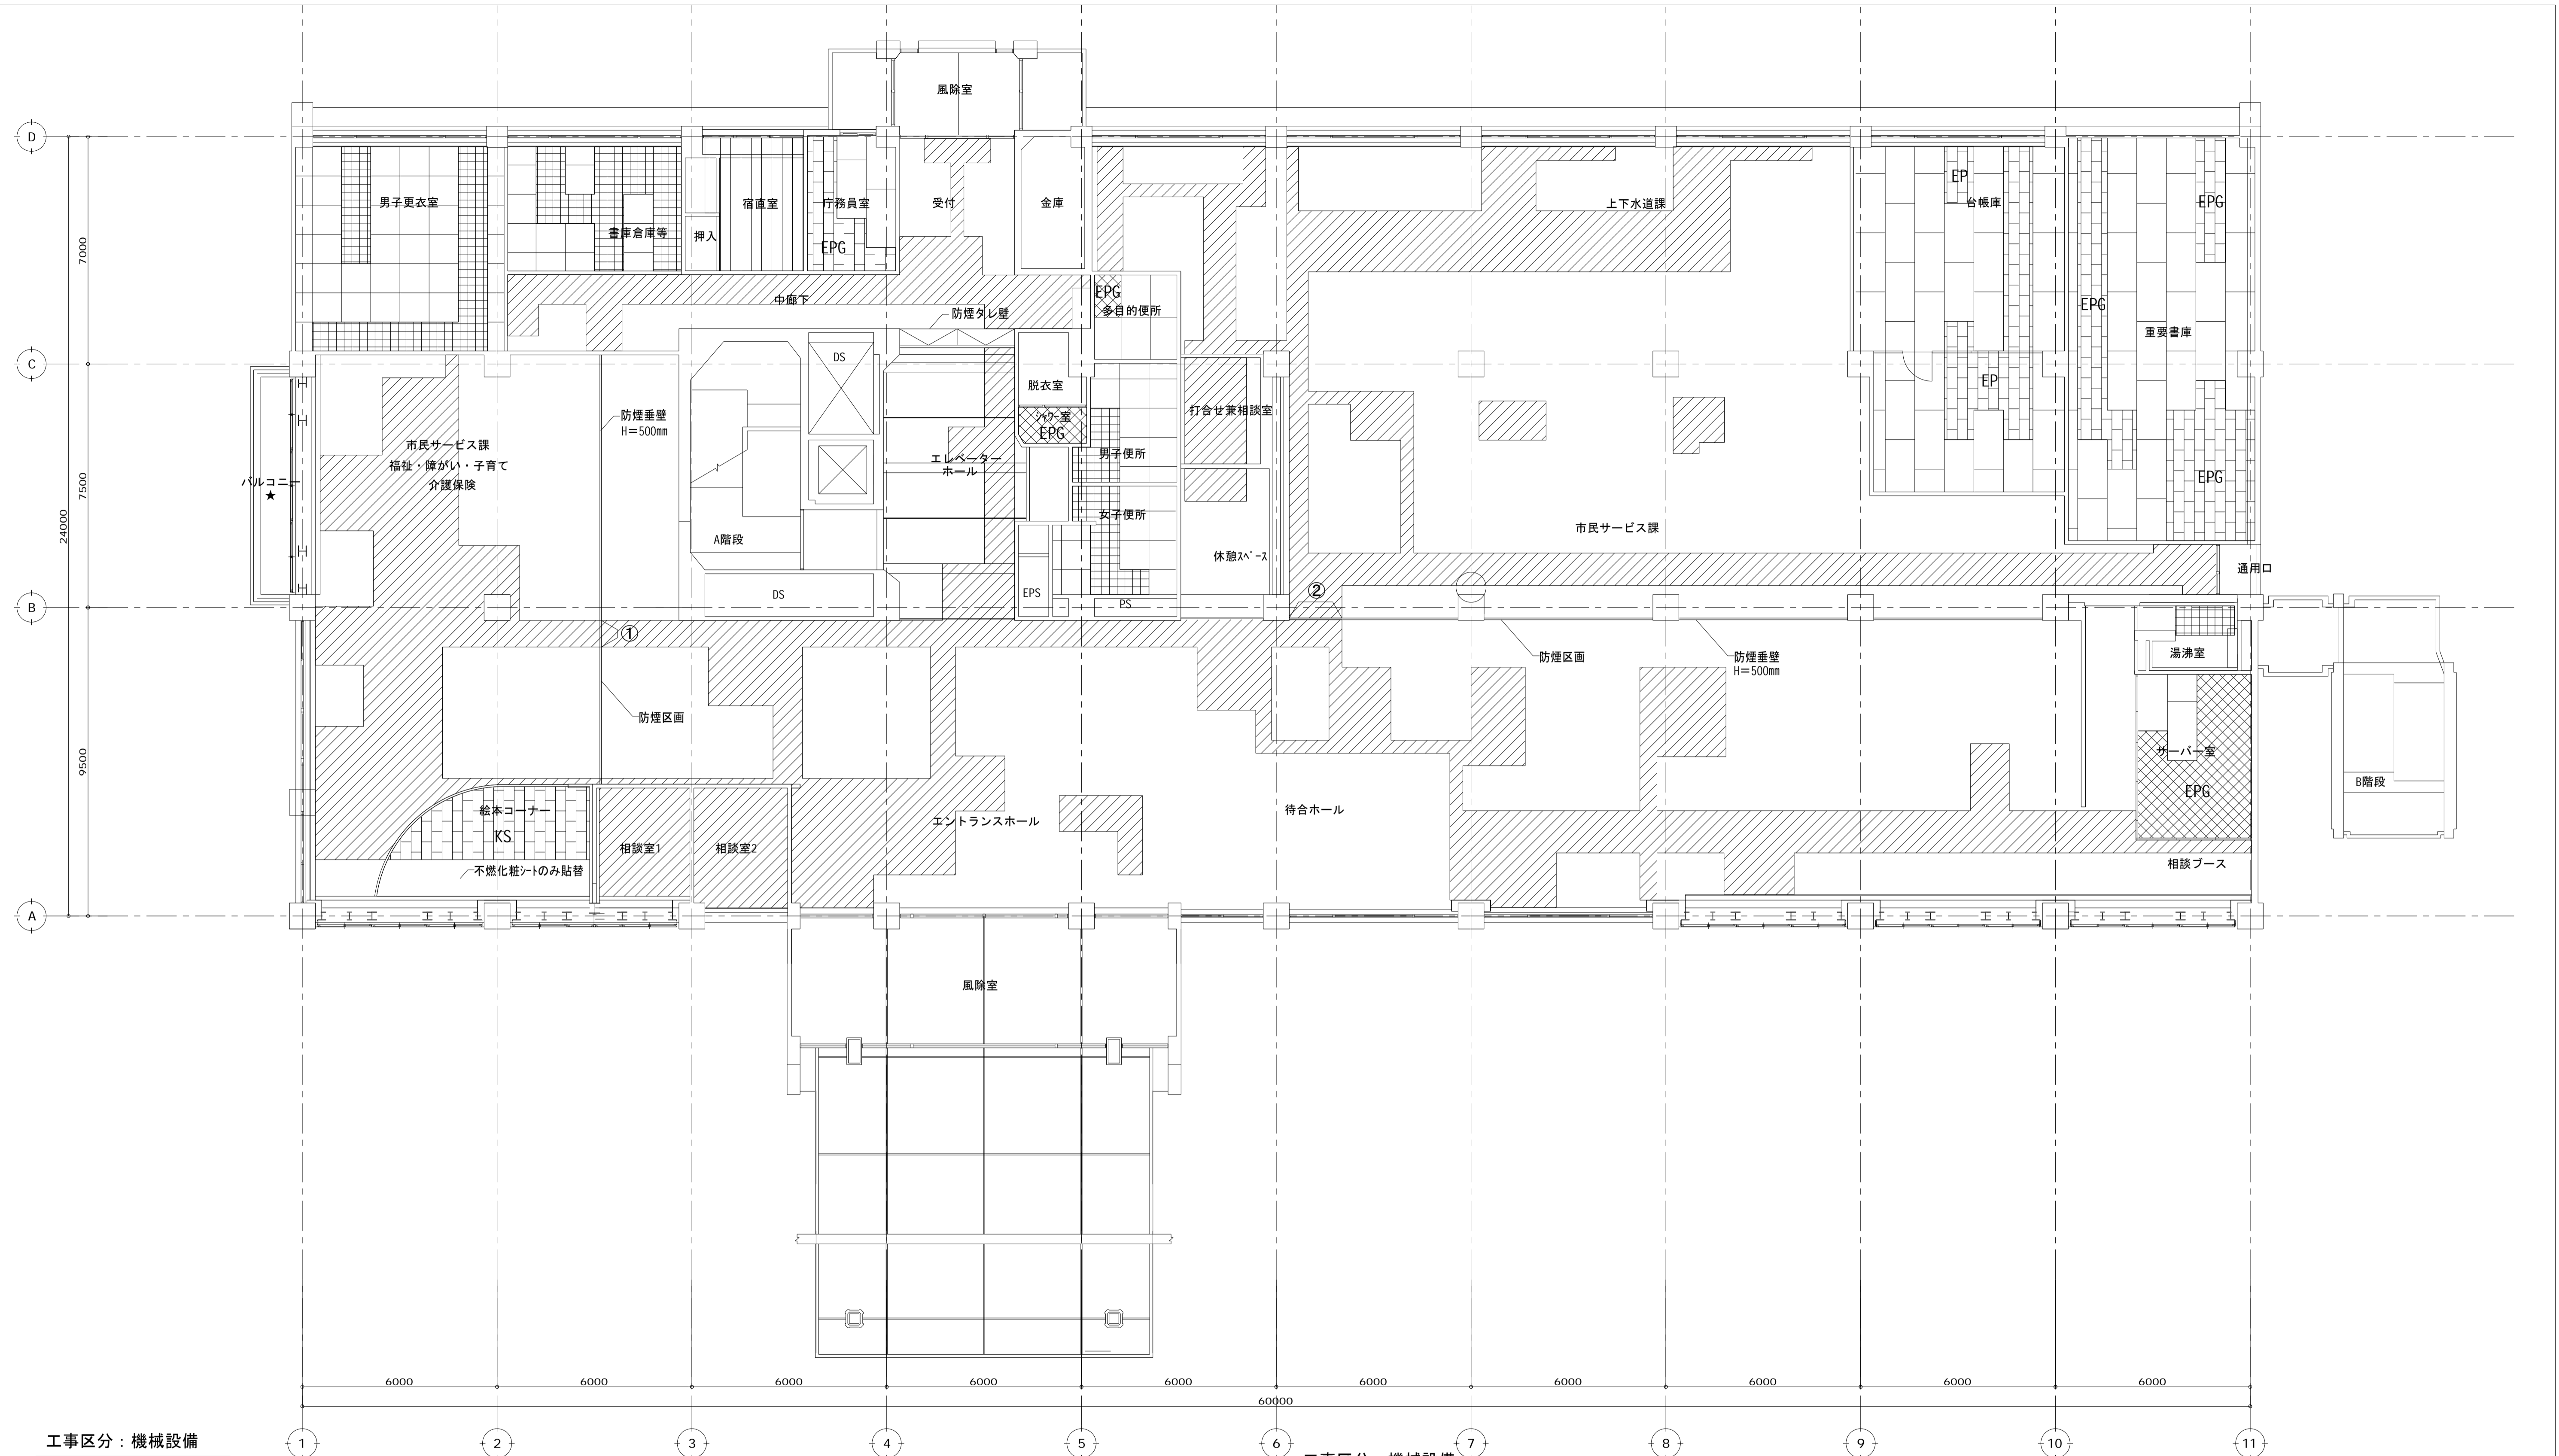 風除室
D
男子更衣室
書庫倉庫等
押入
宿直室
庁務員室
EPG
受付
金庫
上下水道課
EP
台帳庫
EPG
EPG
重要書庫
7000
中廊下
防煙タレ壁
EPG
多目的便所
C
DS
脱衣室
シャワー室
EPG
打合せ兼相談室
EP
防煙垂壁
H=500㎜
市民サービス課
福祉・障がい・子育て
介護保険
バルコニー
★
エレベーター
ホール
男子便所
女子便所
EPG
7500
24000
A階段
休憩スペース
市民サービス課
通用口
DS
EPS
PS
B
①
②
防煙区画
防煙垂壁
H=500㎜
湯沸室
防煙区画
9500
サーバー室
EPG
B階段
絵本コーナー
KS
不燃化粧シートのみ貼替
相談室1
相談室2
エントランスホール
待合ホール
相談ブース
A
風除室
6000
6000
6000
6000
6000
6000
6000
6000
6000
6000
60000
工事区分：機械設備
1
2
3
4
5
6
7
8
9
10
11